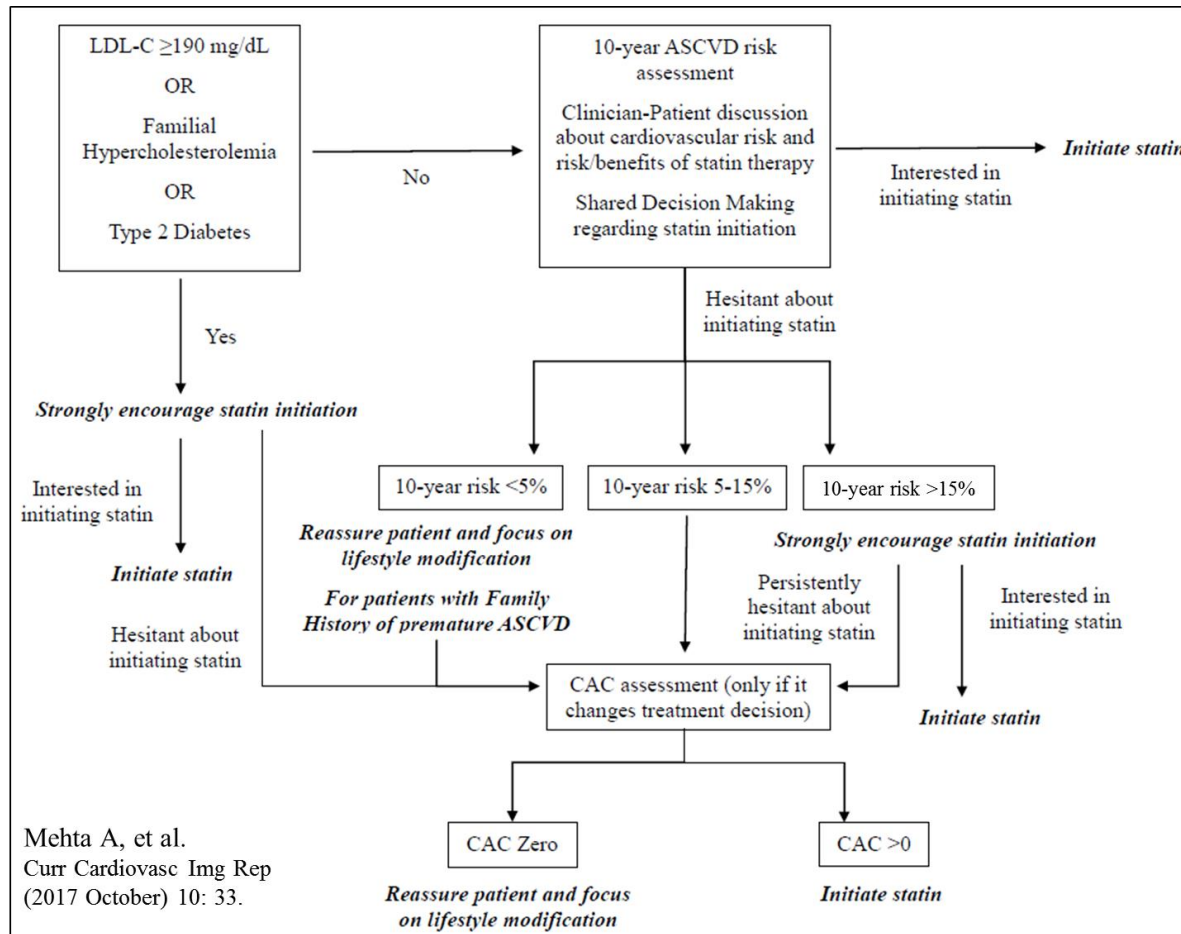 LDL-C ≥190 mg/dL
OR
Familial
Hypercholesterolemia
OR
Type 2 Diabetes
No
10-year ASCVD risk
assessment
Clinician-Patient discussion
about cardiovascular risk and
risk/benefits of statin therapy
Shared Decision Making
regarding statin initiation
Initiate statin
Interested in
initiating statin
Hesitant about
initiating statin
Yes
Strongly encourage statin initiation
Interested in
initiating statin
Initiate statin
Hesitant about
initiating statin
10-year risk <5%
Reassure patient and focus on
lifestyle modification
For patients with Family
History of premature ASCVD
10-year risk 5-15%
10-year risk >15%
Strongly encourage statin initiation
Persistently
hesitant about
initiating statin
Interested in
initiating statin
Initiate statin
CAC assessment (only if it
changes treatment decision)
CAC Zero
Reassure patient and focus
on lifestyle modification
CAC >0
Initiate statin
Mehta A, et al.
Curr Cardiovasc Img Rep
(2017 October) 10: 33.